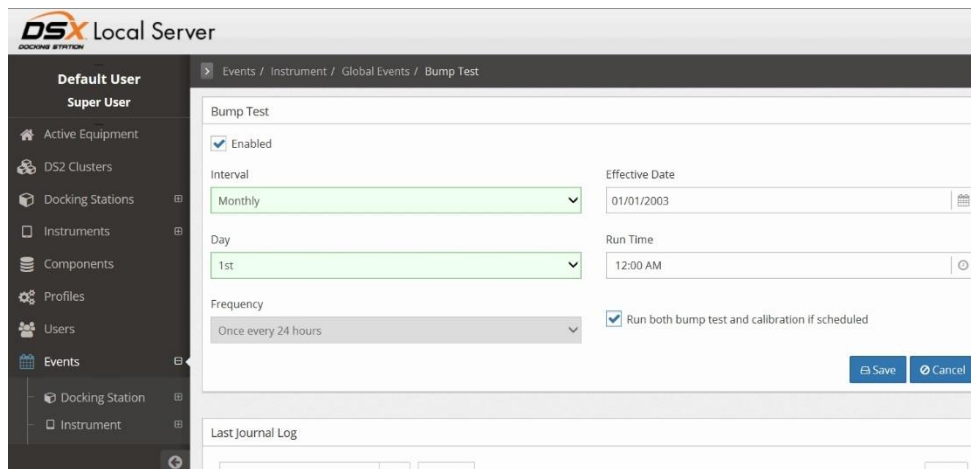 DSX Local Server
DOCKING STATION
Default User
Super User
Active Equipment
DS2 Clusters
Docking Stations
Instruments
Components
Profiles
Users
Events
Docking Station
Instrument
Events / Instrument / Global Events / Bump Test
Bump Test
Enabled
Interval
Monthly
Effective Date
01/01/2003
Day
1st
Run Time
12:00 AM
Frequency
Once every 24 hours
Run both bump test and calibration if scheduled
Save
Cancel
Last Journal Log